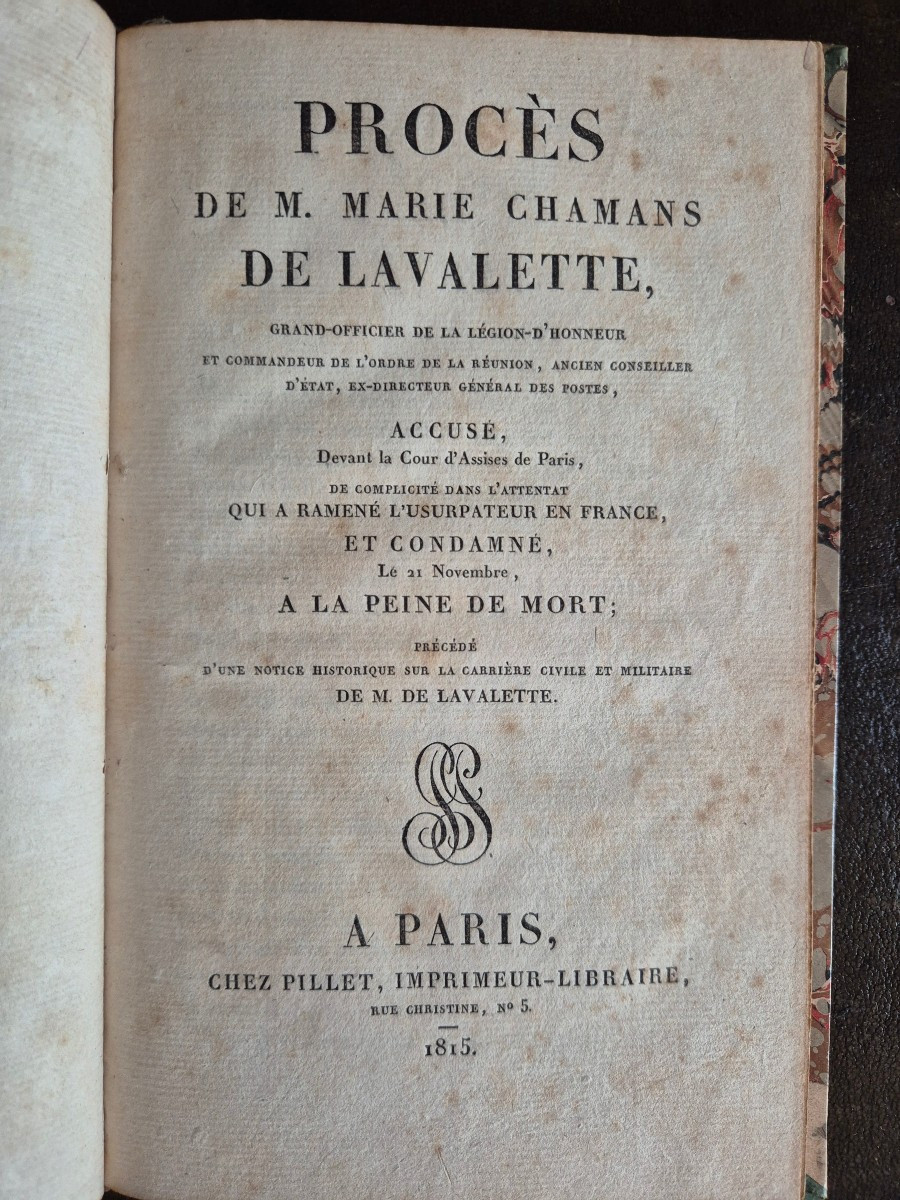 PROCÈS
DE M. MARIE CHAMANS
DE LAVALETTE,
GRAND-OFFICIER DE LA LÉGION-D'HONNEUR
ET COMMANDEUR DE L'ORDRE DE LA RÉUNION, ANCIEN CONSEILLER
D'ÉTAT, EX-DIRECTEUR GÉNÉRAL DES POSTES,
ACCUSÉ,
Devant la Cour d'Assises de Paris,
DE COMPLICITÉ DANS L'ATTENTAT
QUI A RAMENÉ L'USURPATEUR EN FRANCE,
ET CONDAMNÉ,
Lé 21 Novembre,
A LA PEINE DE MORT;
PRÉCÉDÉ
D'UNE NOTICE HISTORIQUE SUR LA CARRIÈRE CIVILE ET MILITAIRE
DE M. DE LAVALETTE.
A PARIS,
CHEZ PILLET, IMPRIMEUR-LIBRAIRE,
RUE CHRISTINE, Nº 5.
1815.